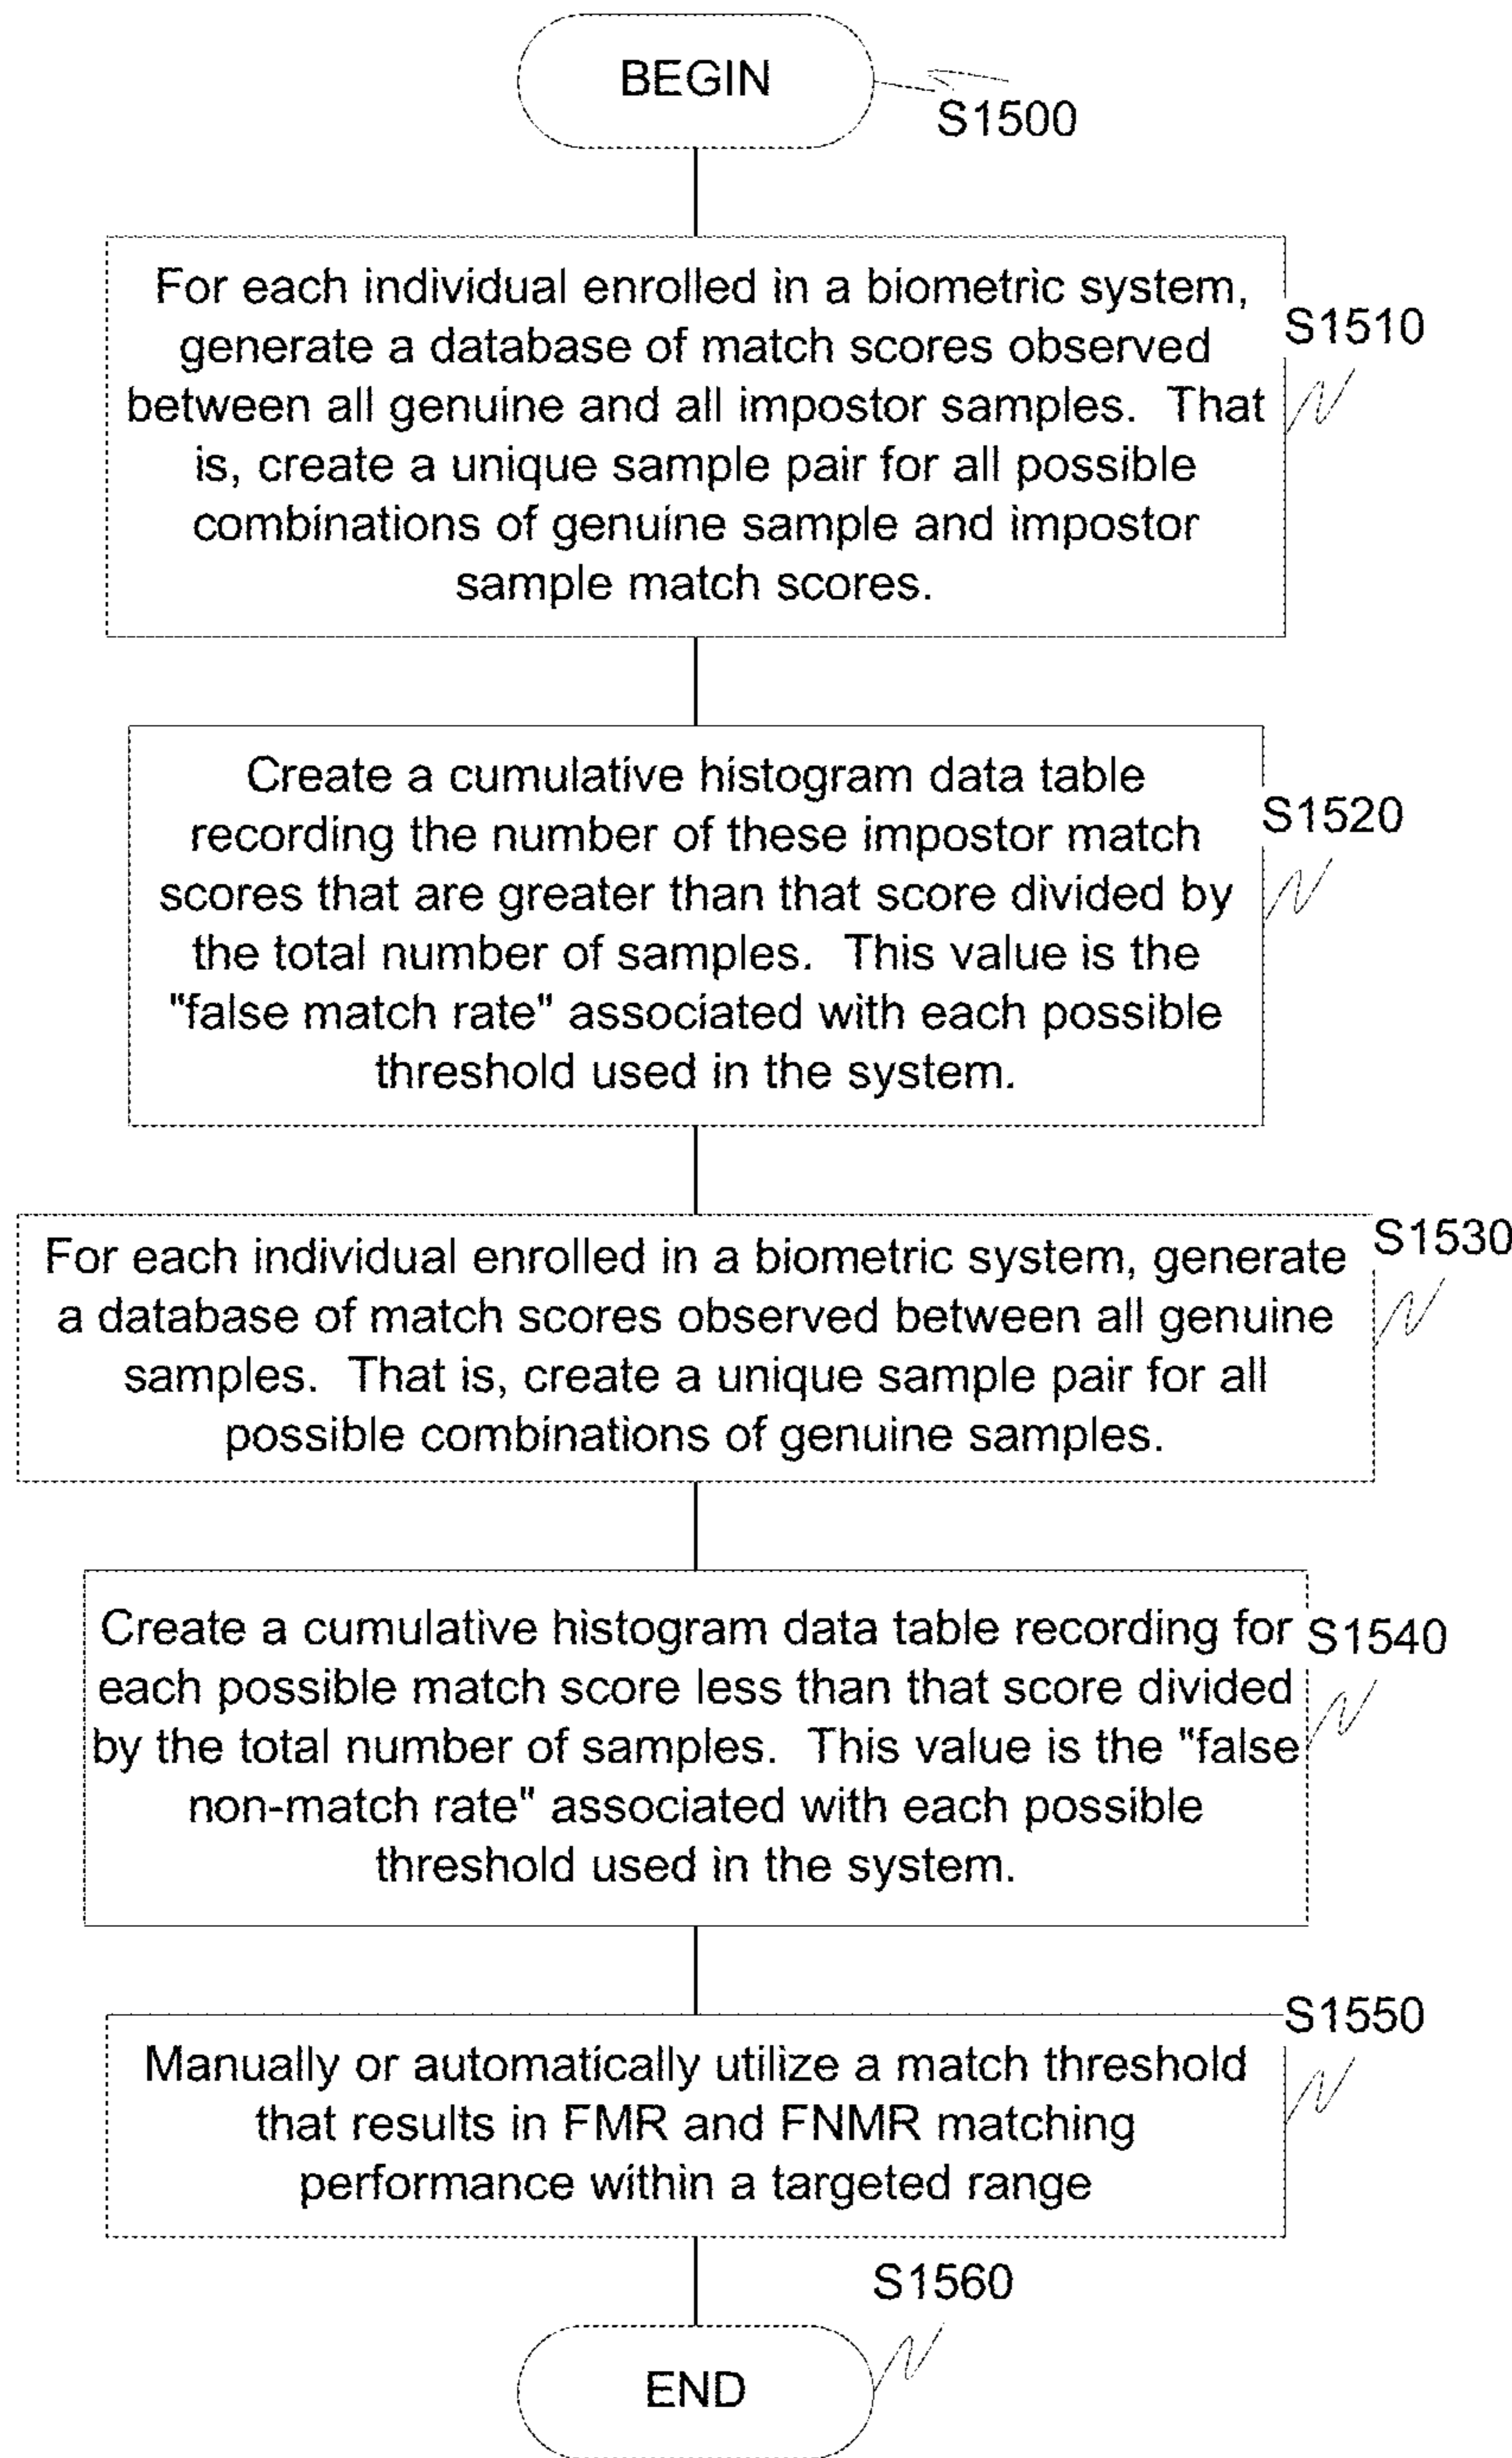 BEGIN
S1500
For each individual enrolled in a biometric system,
generate a database of match scores observed
between all genuine and all impostor samples.  That
is, create a unique sample pair for all possible
combinations of genuine sample and impostor
sample match scores.
S1510
Create a cumulative histogram data table
recording the number of these impostor match
scores that are greater than that score divided by
the total number of samples.  This value is the
"false match rate" associated with each possible
threshold used in the system.
S1520
For each individual enrolled in a biometric system, generate
a database of match scores observed between all genuine
samples.  That is, create a unique sample pair for all
possible combinations of genuine samples.
S1530
Create a cumulative histogram data table recording for
each possible match score less than that score divided
by the total number of samples.  This value is the "false
non-match rate" associated with each possible
threshold used in the system.
S1540
Manually or automatically utilize a match threshold
that results in FMR and FNMR matching
performance within a targeted range
S1550
END
S1560